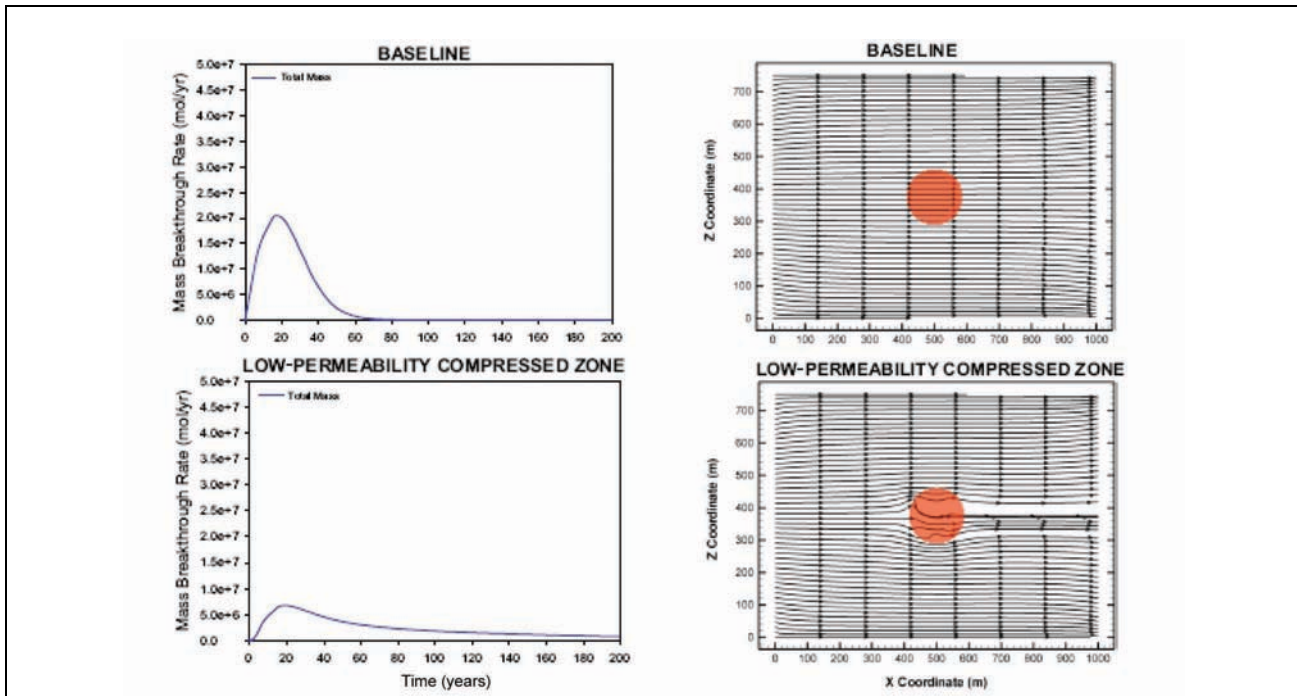 BASELINE
5.0e+7
4.5e+7
4.0e+7
3.5e+7
3.0e+7
2.5e+7
2.0e+7
1.5e+7
1.0e+7
5.0e+6
0.0
Mass Breakthrough Rate (mol/yr)
Total Mass
0 20 40 60 80 100 120 140 160 180 200
BASELINE
700
600
500
400
300
200
100
0
Z Coordinate (m)
0 100 200 300 400 500 600 700 800 900 1000
LOW-PERMEABILITY COMPRESSED ZONE
5.0e+7
4.5e+7
4.0e+7
3.5e+7
3.0e+7
2.5e+7
2.0e+7
1.5e+7
1.0e+7
5.0e+6
0.0
Mass Breakthrough Rate (mol/yr)
Total Mass
0 20 40 60 80 100 120 140 160 180 200
Time (years)
LOW-PERMEABILITY COMPRESSED ZONE
700
600
500
400
300
200
100
0
Z Coordinate (m)
0 100 200 300 400 500 600 700 800 900 1000
X Coordinate (m)